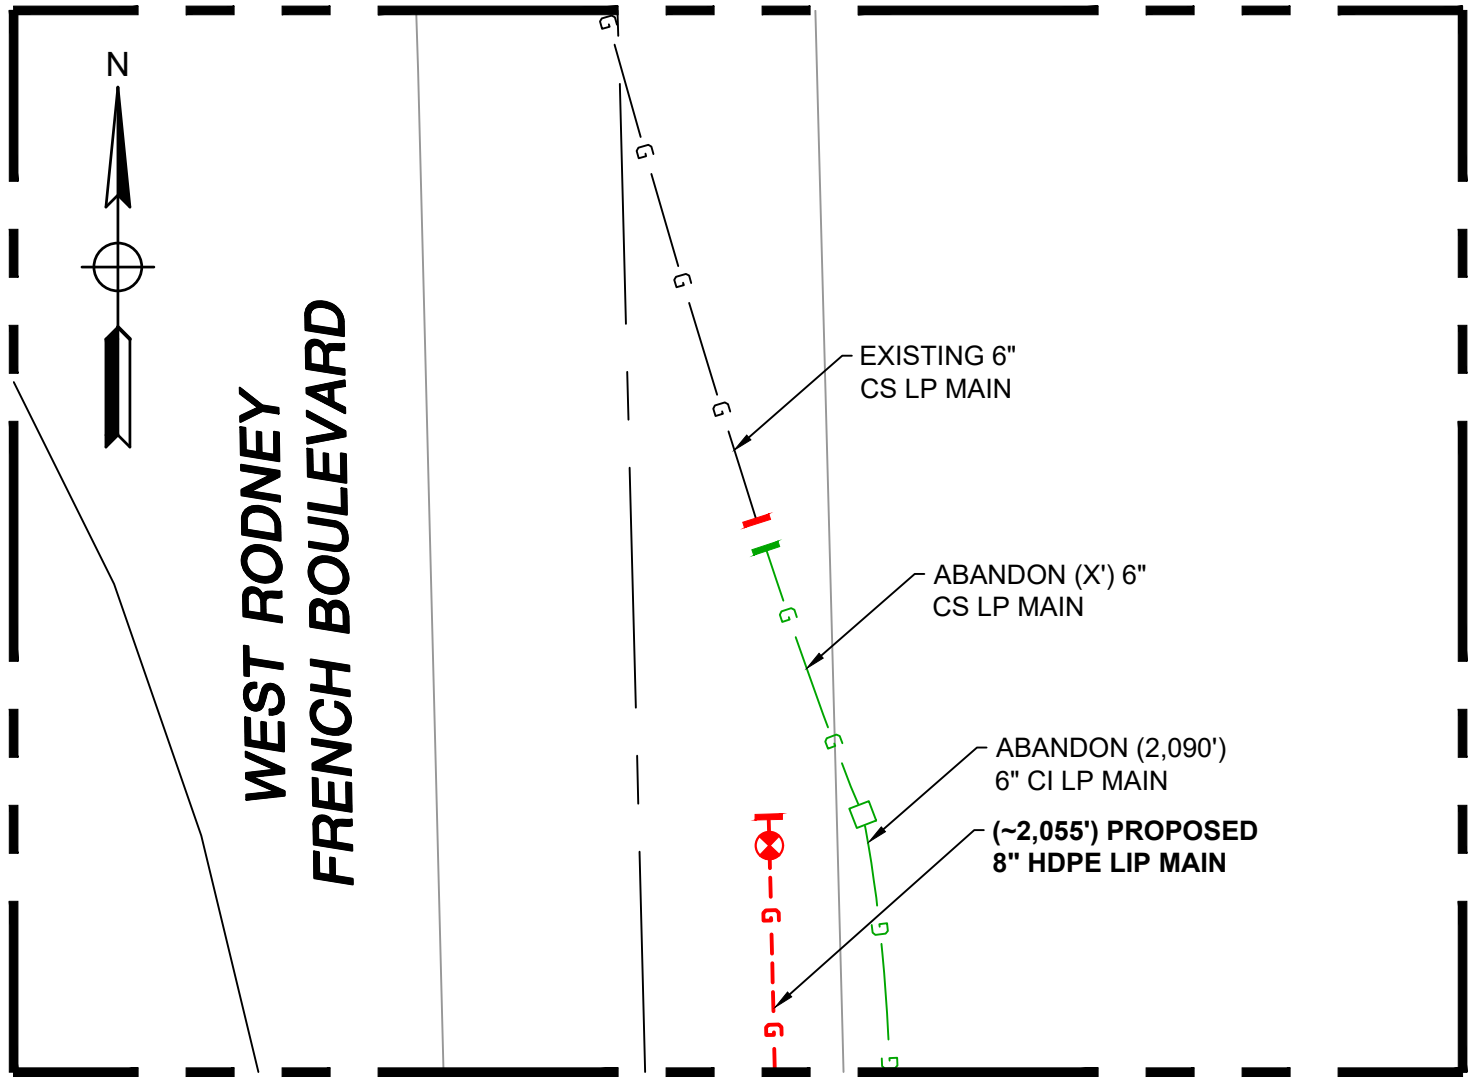 N
WEST RODNEY
FRENCH BOULEVARD
G
G
G
G
EXISTING 6"
CS LP MAIN
G
ABANDON (X') 6"
CS LP MAIN
G
ABANDON (2,090')
6" CI LP MAIN
(~2,055') PROPOSED
8" HDPE LIP MAIN
G
G
G
G